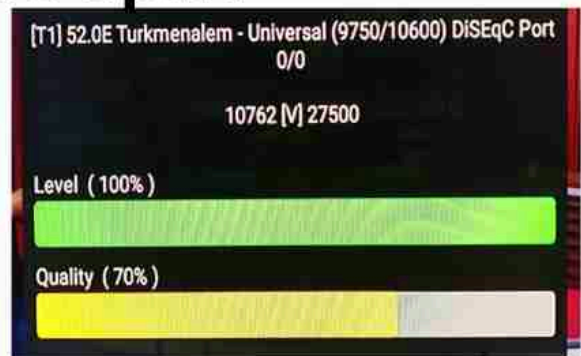 [T1] 52.0E Turkmenalem - Universal (9750/10600) DiSEqC Port
0/0
10762 [V] 27500
Level ( 100% )
Quality ( 70% )